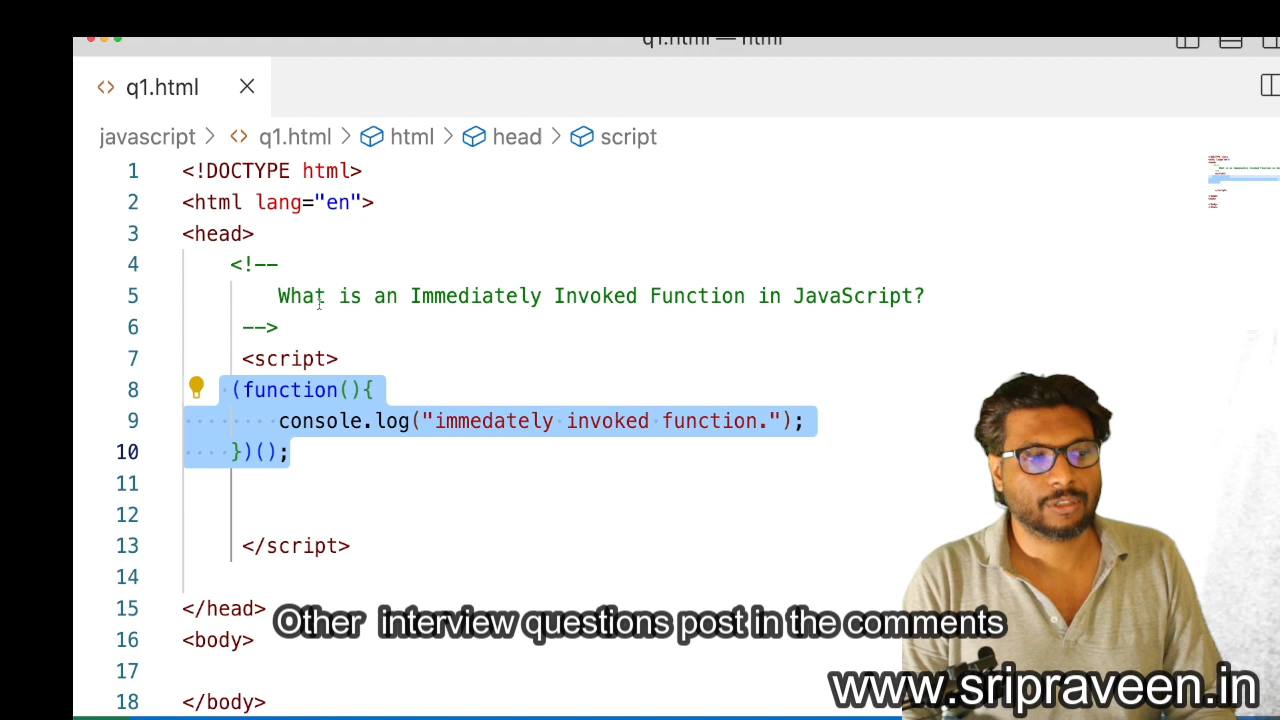 q1.html — html
q1.html
javascript > q1.html > html > head > script
1 <!DOCTYPE html>
2 <html lang="en">
3 <head>
4 <!--
5 What is an Immediately Invoked Function in JavaScript?
6 -->
7 <script>
8 (function(){
9 console.log("immedately invoked function.");
10 })();
11
12
13 </script>
14
15 </head>
16 <body>
17
18 </body>
Other interview questions post in the comments
www.sripraveen.in